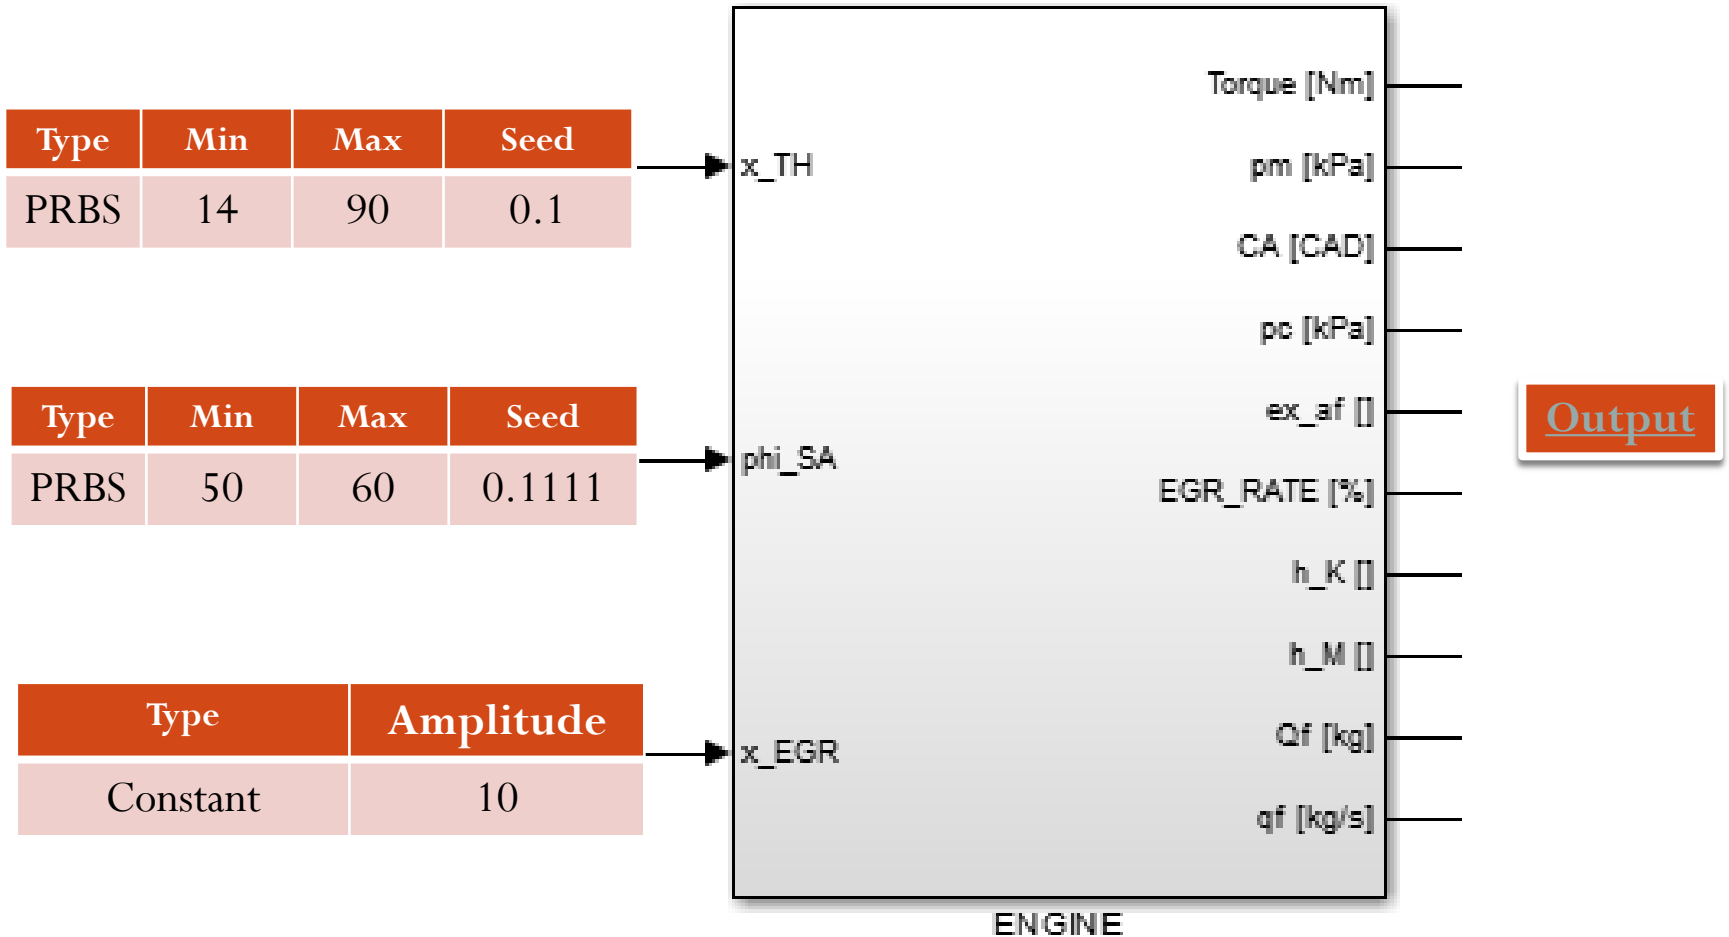 Type Min Max Seed
PRBS 14 90 0.1
Type Min Max Seed
PRBS 50 60 0.1111
Type Amplitude
Constant 10
x_TH
phi_SA
x_EGR
Torque [Nm]
pm [kPa]
CA [CAD]
pc [kPa]
ex_af []
EGR_RATE [%]
h_K []
h_M []
Qf [kg]
qf [kg/s]
ENGINE
Output